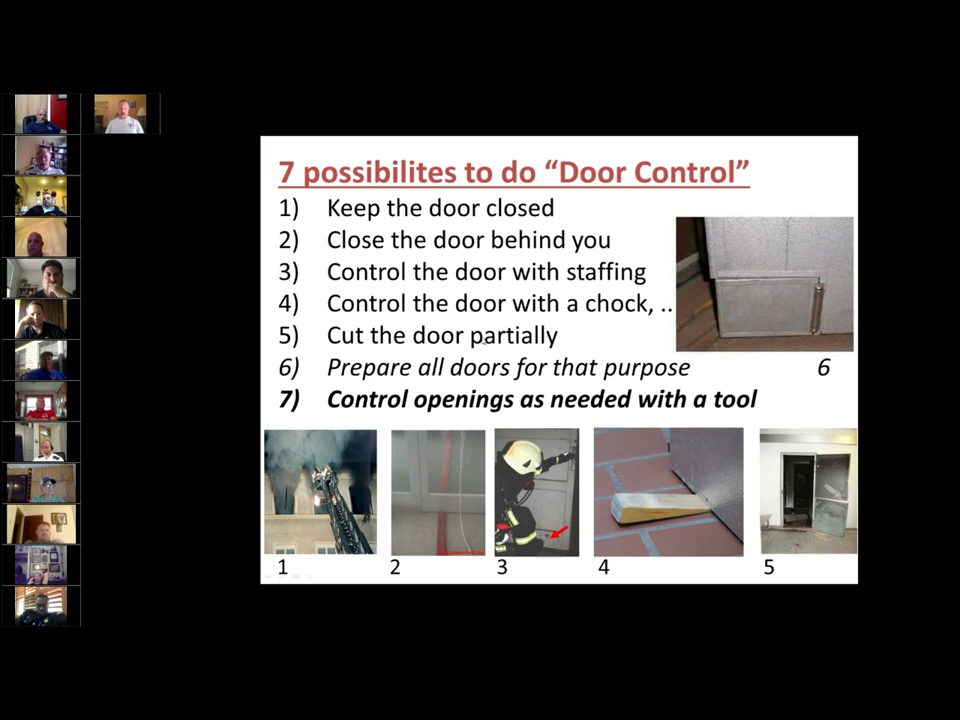 7 possibilites to do “Door Control”
1) Keep the door closed
2) Close the door behind you
3) Control the door with staffing
4) Control the door with a chock, ..
5) Cut the door partially
6) Prepare all doors for that purpose
6
7) Control openings as needed with a tool
1 2 3 4 5